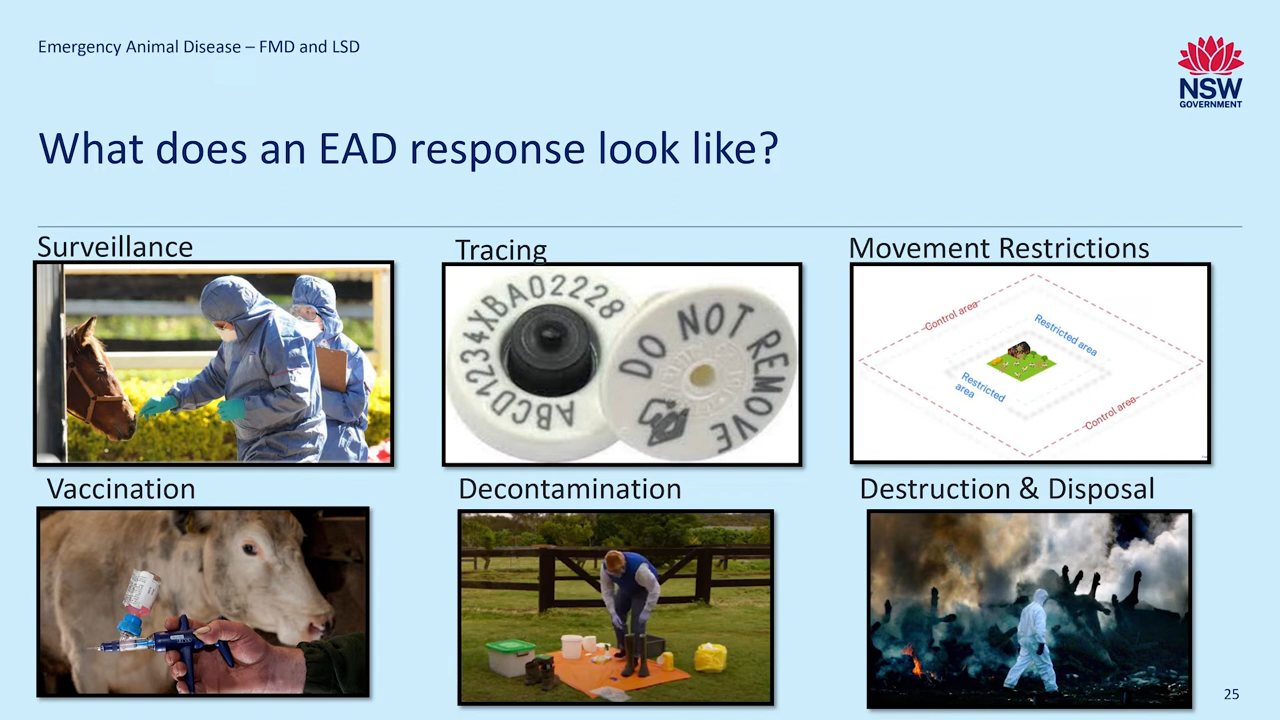 Emergency Animal Disease – FMD and LSD
NSW
GOVERNMENT
What does an EAD response look like?
Surveillance
Tracing
Movement Restrictions
ABCD1234XBA02228
DO NOT REMOVE
Control area
Restricted area
Restricted
area
Control area
Vaccination
Decontamination
Destruction & Disposal
25